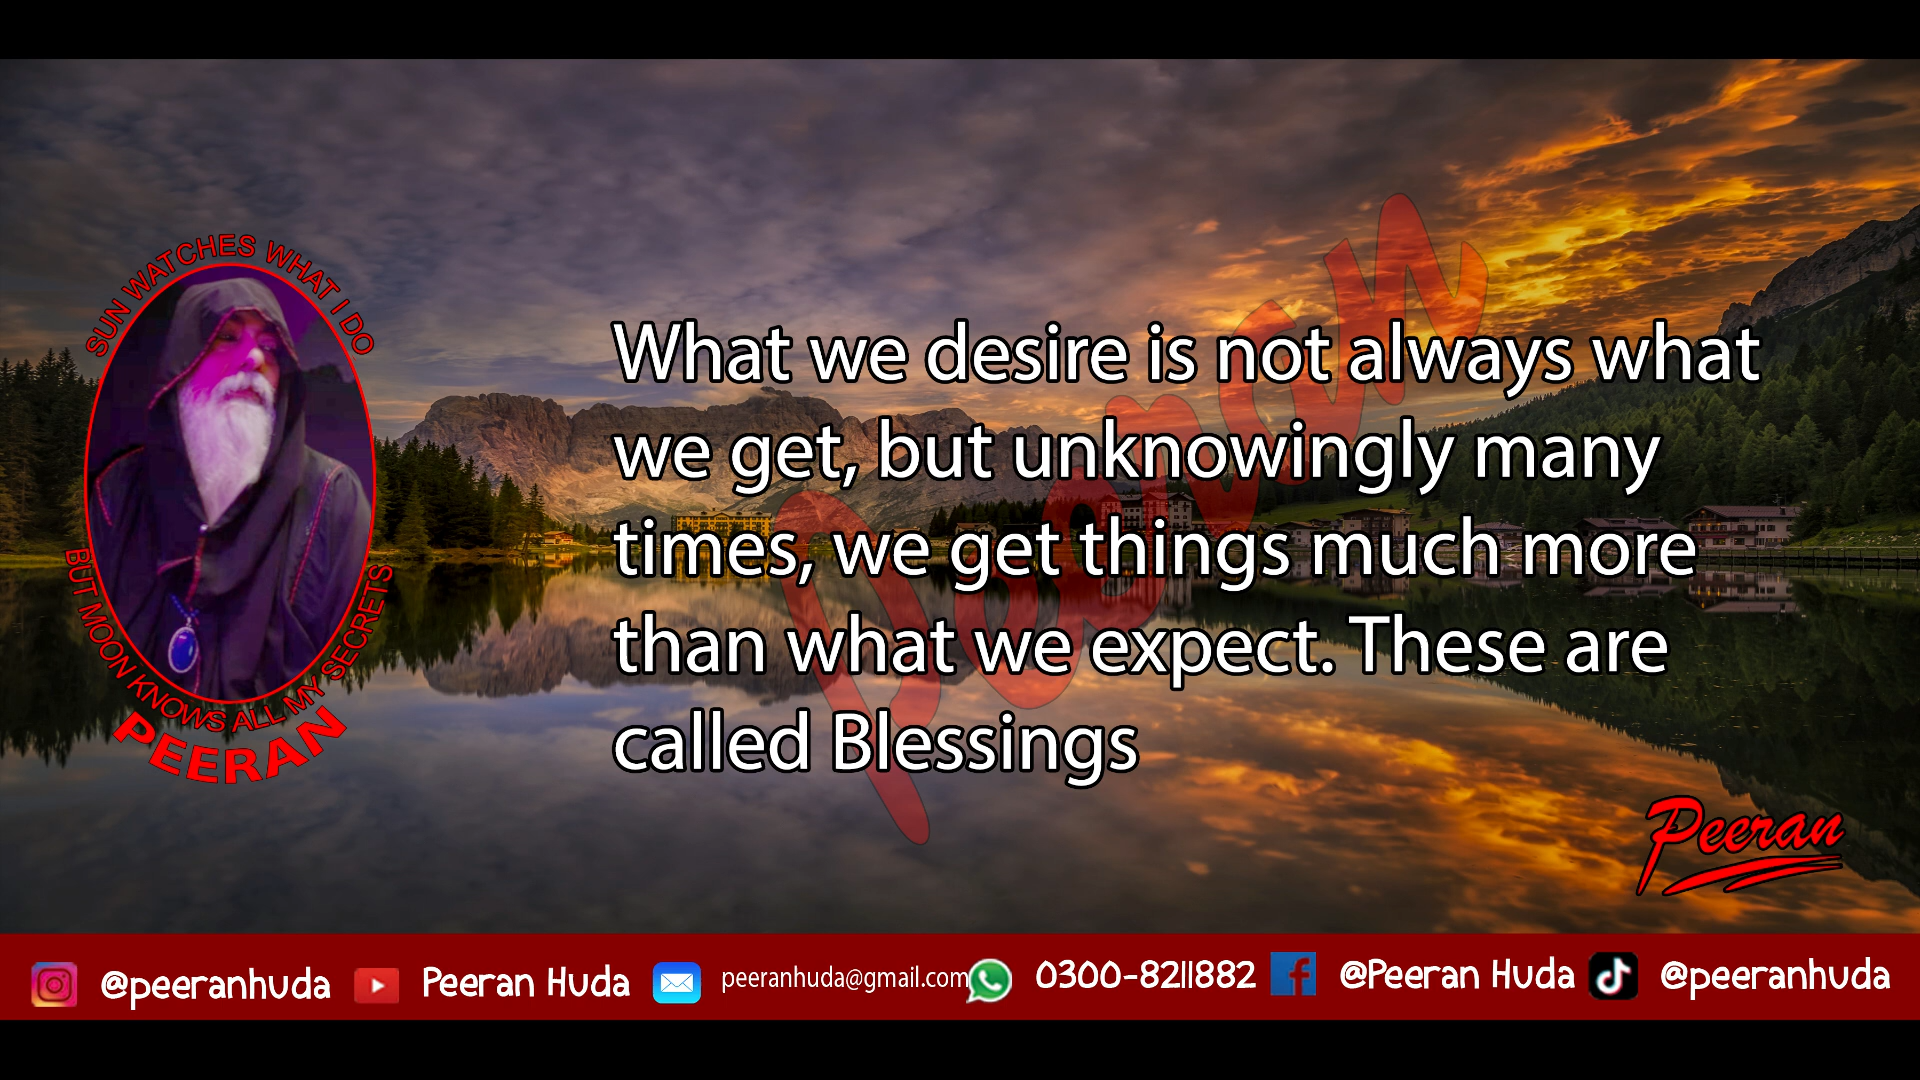 SUN WATCHES WHAT I DO
BUT MOON KNOWS ALL MY SECRETS
PEERAN
What we desire is not always what
we get, but unknowingly many
times, we get things much more
than what we expect. These are
called Blessings
Peeran
Peeran
@peeranhuda Peeran Huda peeranhuda@gmail.com 0300-8211882 @Peeran Huda @peeranhuda